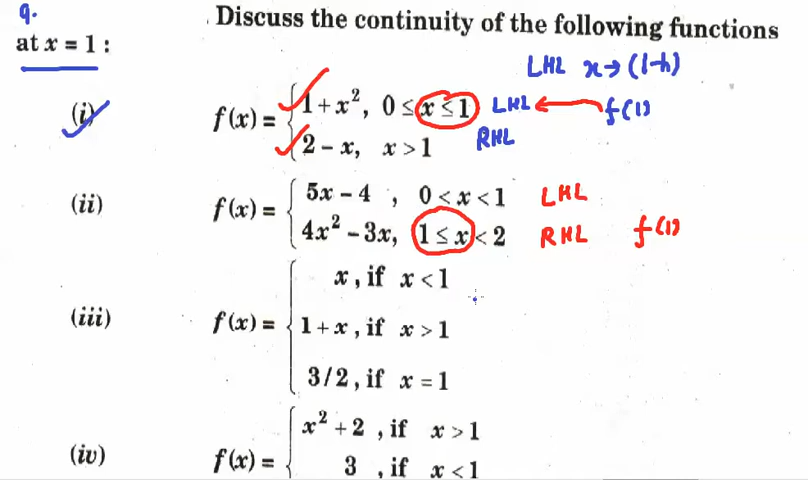 9. Discuss the continuity of the following functions
at x = 1 :
LHL x→(1-h)
(i) f(x) = { 1 + x², 0 ≤ x ≤ 1 LHL ← f(1)
2 − x, x > 1 RHL
(ii) f(x) = { 5x − 4 , 0 < x < 1 LHL
4x² − 3x, 1 ≤ x < 2 RHL f(1)
(iii) f(x) = { x , if x < 1
1 + x , if x > 1
3/2 , if x = 1
(iv) f(x) = { x² + 2 , if x > 1
3 , if x < 1